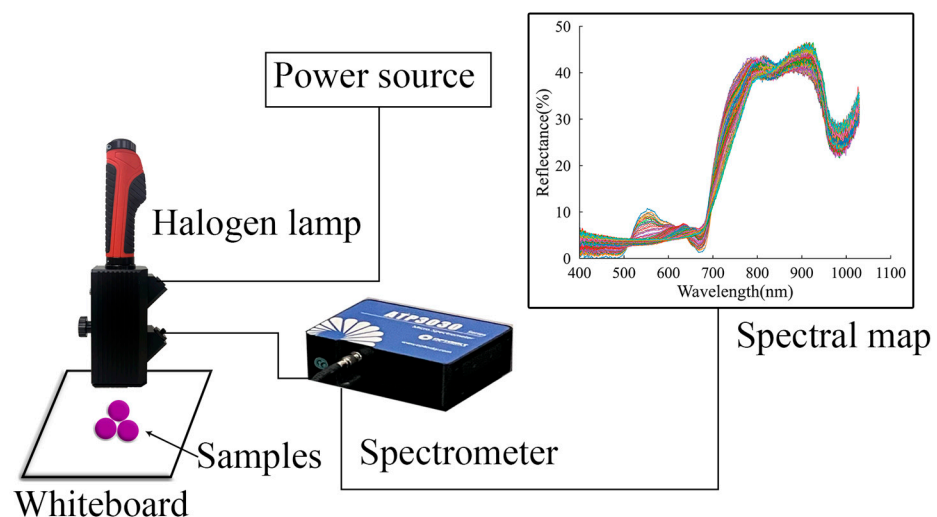 Power source
Halogen lamp
50
40
30
20
10
0
Reflectance(%)
400 500 600 700 800 900 1000 1100
Wavelength(nm)
Spectral map
Spectrometer
Samples
Whiteboard